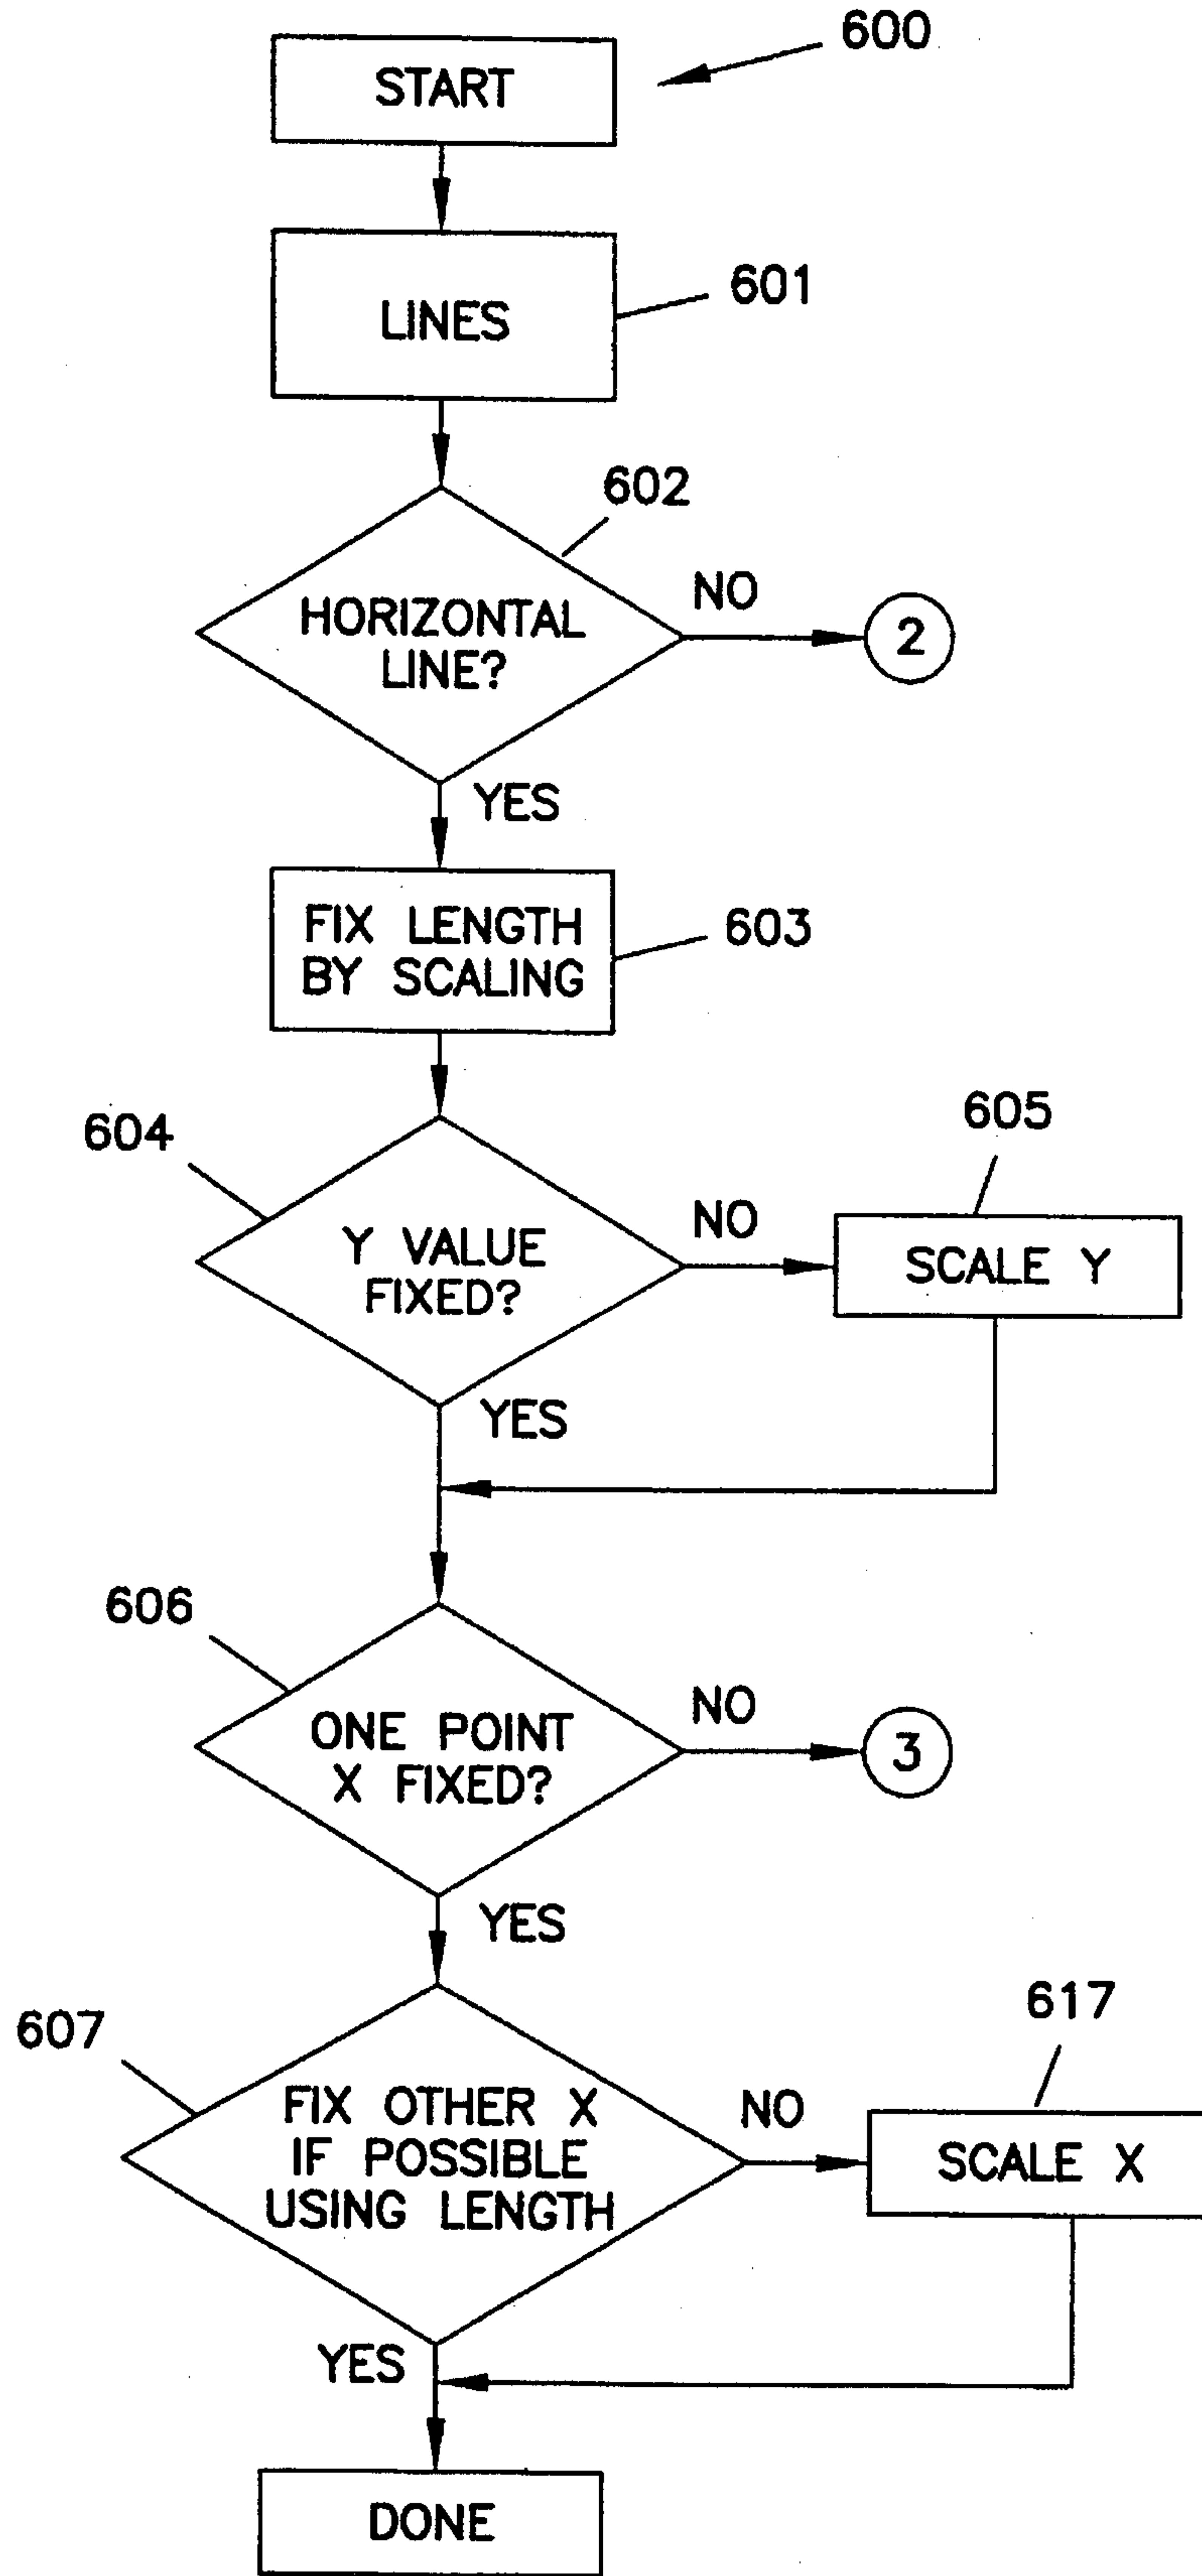 START
600
LINES
601
602
HORIZONTAL
LINE?
NO
2
YES
FIX LENGTH
BY SCALING
603
604
Y VALUE
FIXED?
NO
605
SCALE Y
YES
606
ONE POINT
X FIXED?
NO
3
YES
607
FIX OTHER X
IF POSSIBLE
USING LENGTH
NO
617
SCALE X
YES
DONE